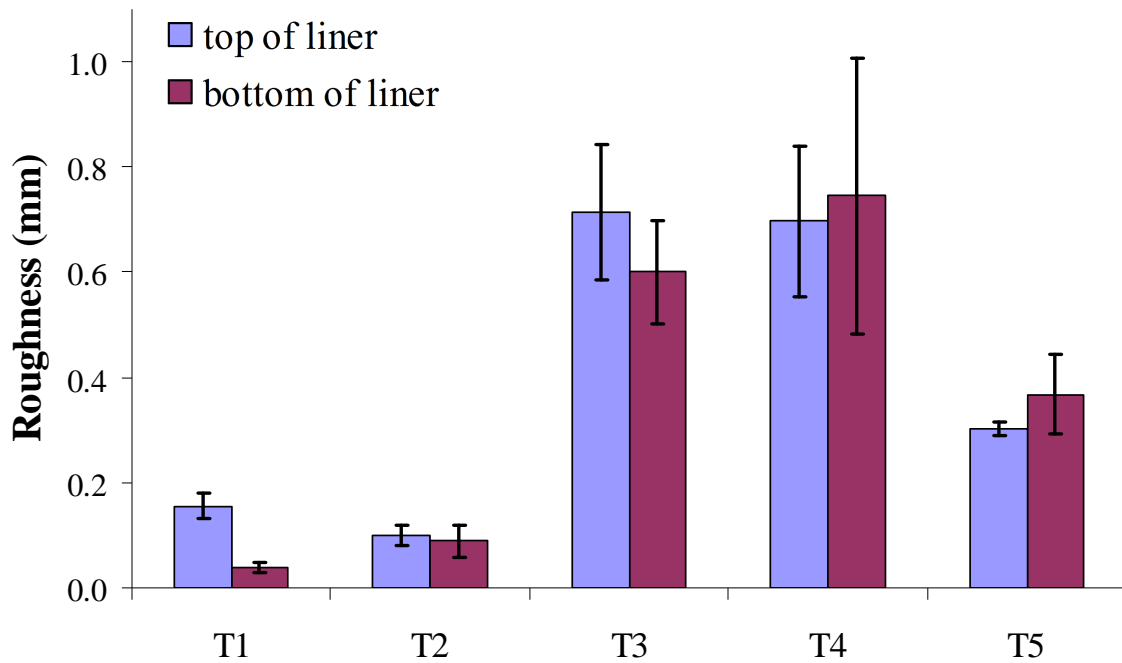 top of liner
bottom of liner
Roughness (mm)
1.0
0.8
0.6
0.4
0.2
0.0
T1 T2 T3 T4 T5